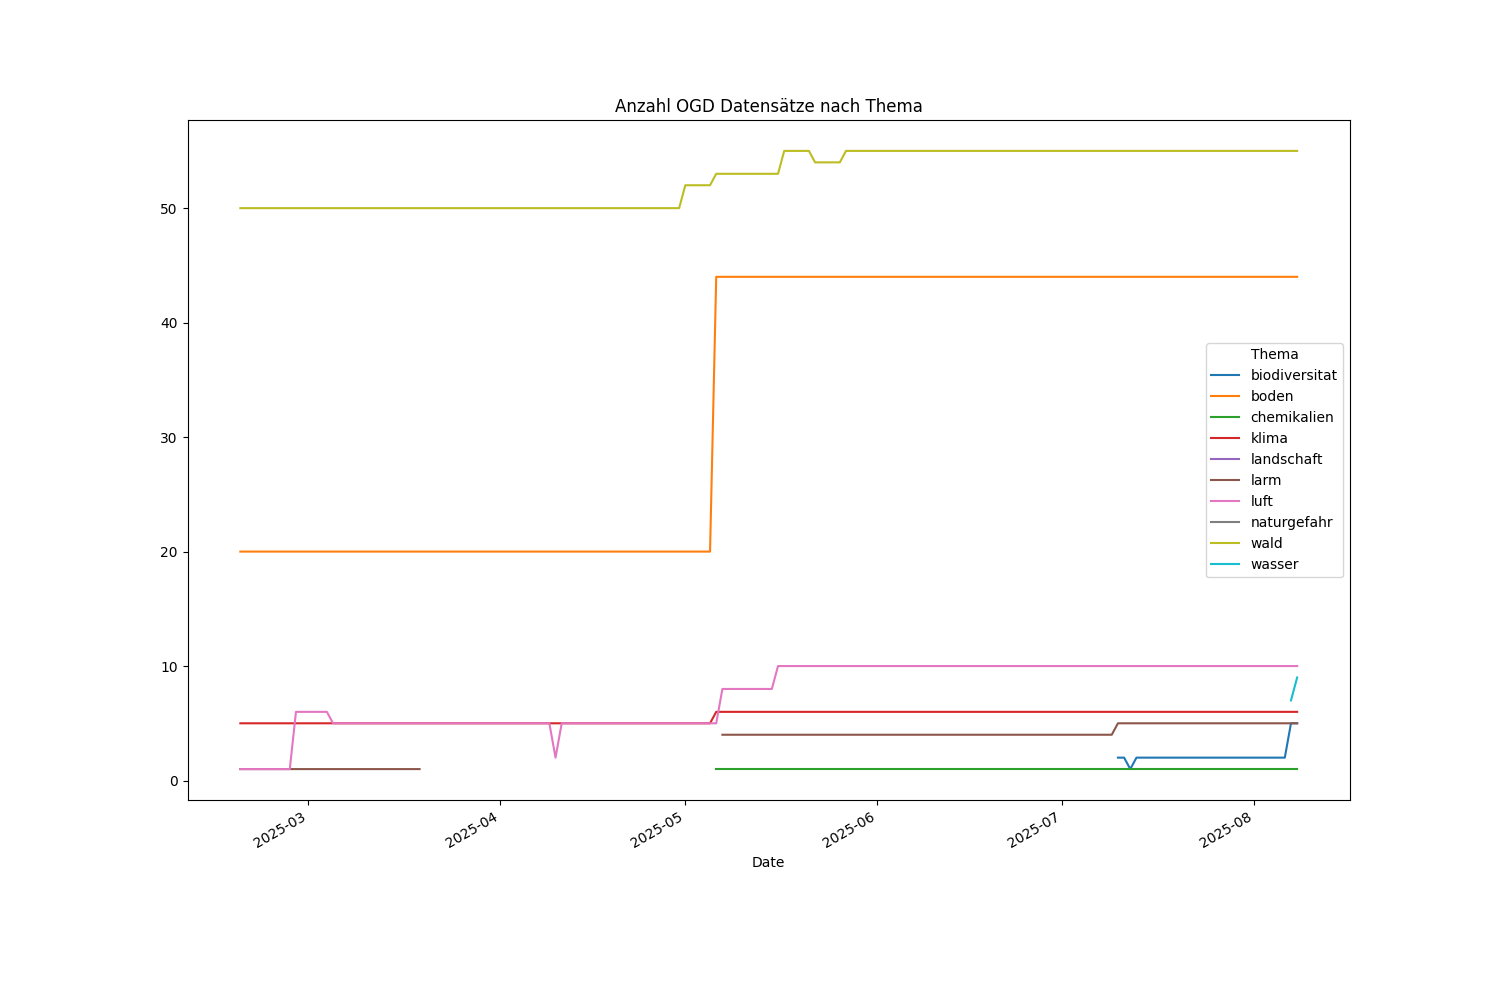 Anzahl OGD Datensätze nach Thema
50
40
30
20
10
0
Thema
biodiversitat
boden
chemikalien
klima
landschaft
larm
luft
naturgefahr
wald
wasser
2025-03
2025-04
2025-05
2025-06
2025-07
2025-08
Date